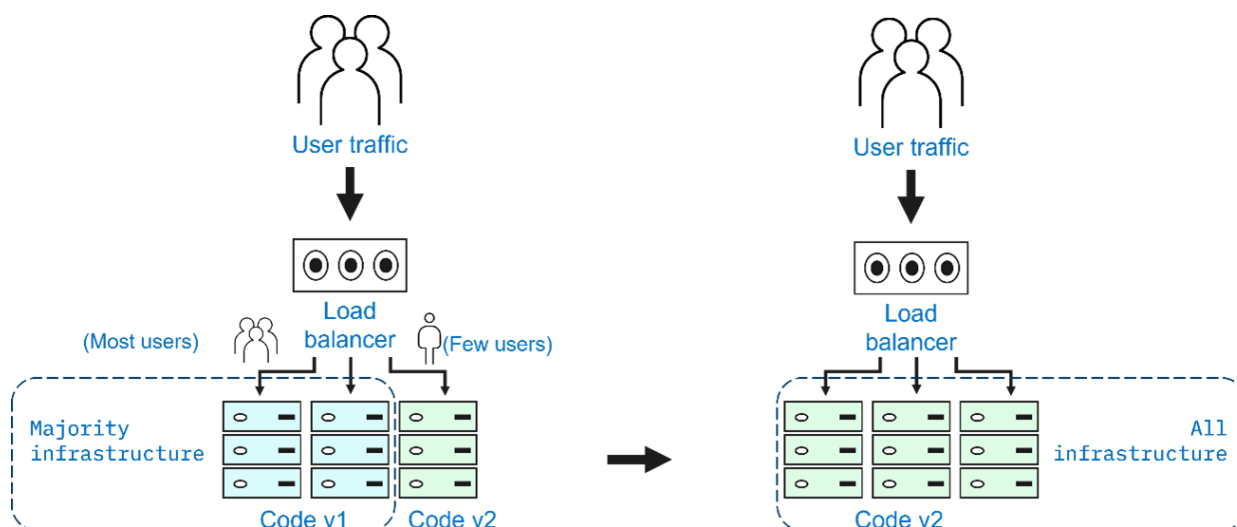 User traffic
Load
balancer
(Most users)
(Few users)
Majority
infrastructure
Code v1
Code v2
User traffic
Load
balancer
All
infrastructure
Code v2